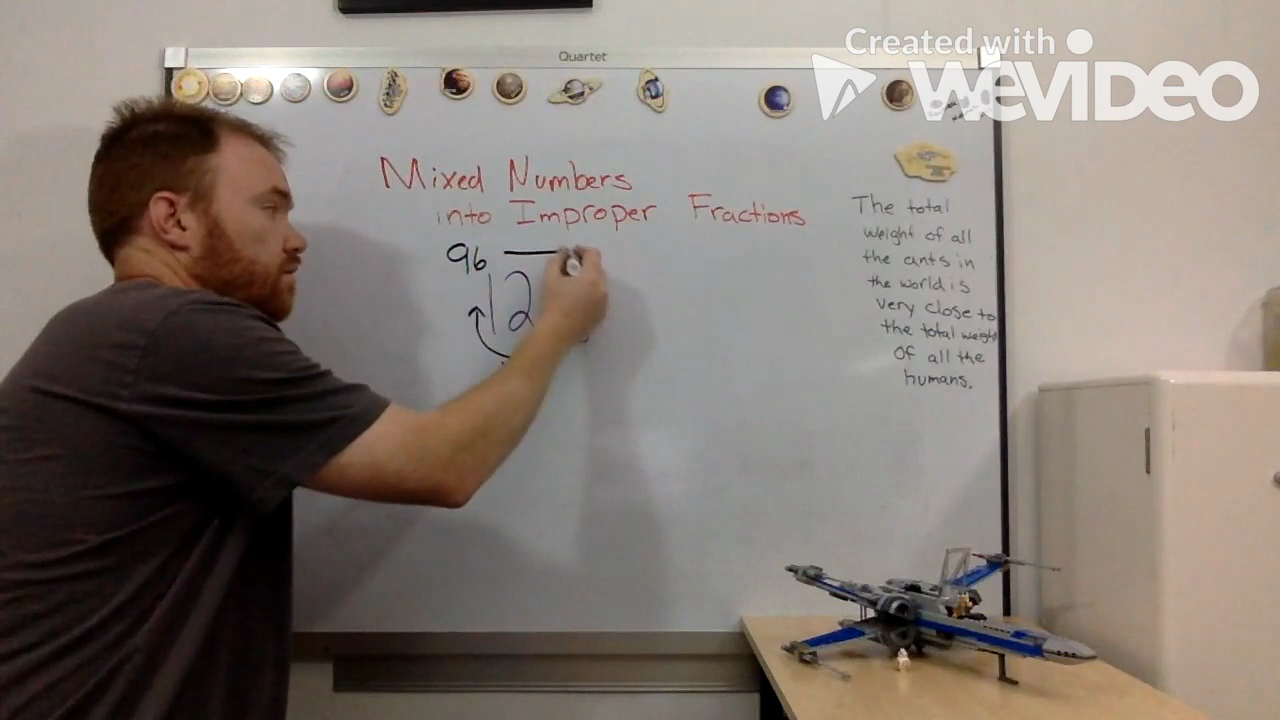 Created with
WEVIDEO
Quartet
Mixed Numbers
into Improper Fractions
96
12
The total
weight of all
the ants in
the world is
very close to
the total weight
of all the
humans.